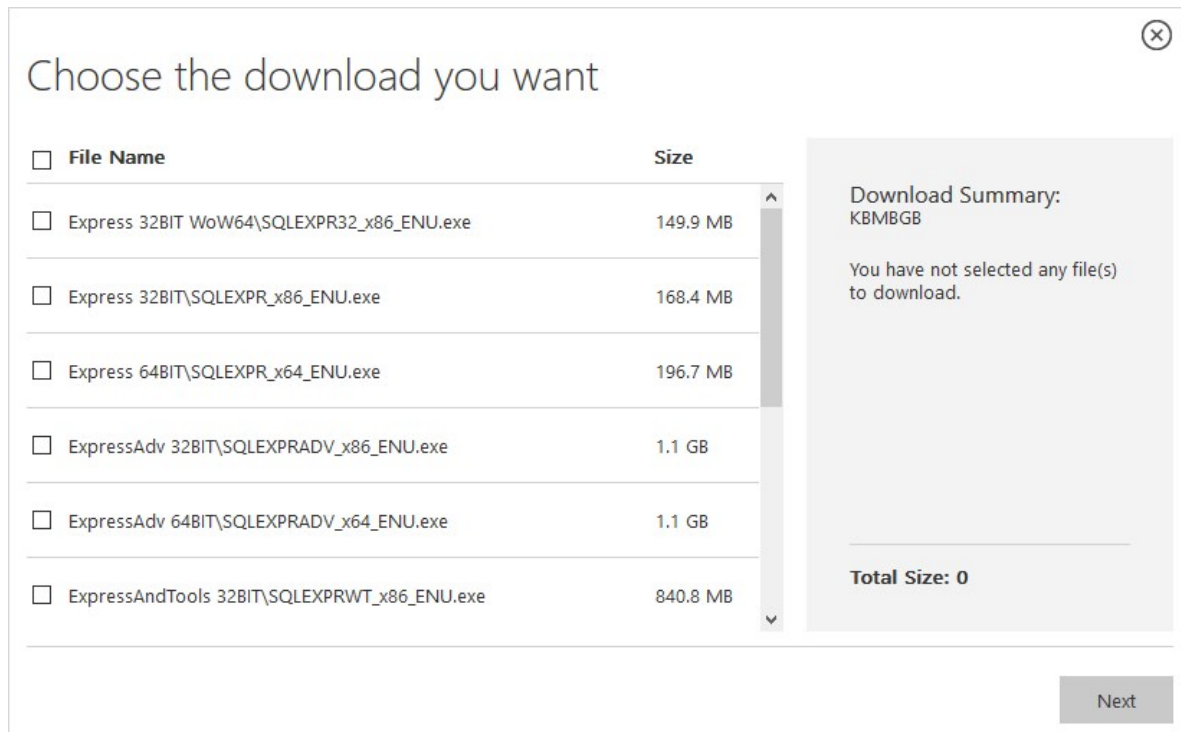 Choose the download you want
File Name Size
Express 32BIT WoW64\SQLEXPR32_x86_ENU.exe 149.9 MB
Express 32BIT\SQLEXPR_x86_ENU.exe 168.4 MB
Express 64BIT\SQLEXPR_x64_ENU.exe 196.7 MB
ExpressAdv 32BIT\SQLEXPRADV_x86_ENU.exe 1.1 GB
ExpressAdv 64BIT\SQLEXPRADV_x64_ENU.exe 1.1 GB
ExpressAndTools 32BIT\SQLEXPRWT_x86_ENU.exe 840.8 MB
Download Summary:
KBMBGB
You have not selected any file(s)
to download.
Total Size: 0
Next